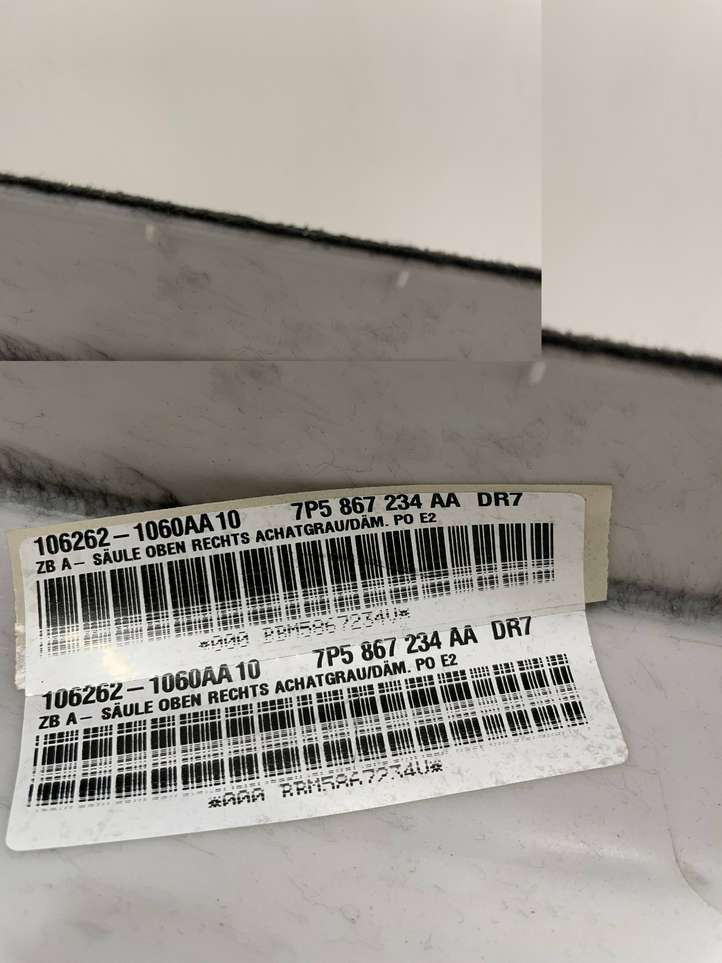 106262-1060AA10 7P5 867 234 AA DR7
ZB A- SÄULE OBEN RECHTS ACHATGRAU/DÄM. PO E2
106262-1060AA10 7P5 867 234 AA DR7
ZB A- SÄULE OBEN RECHTS ACHATGRAU/DÄM. PO E2
*000